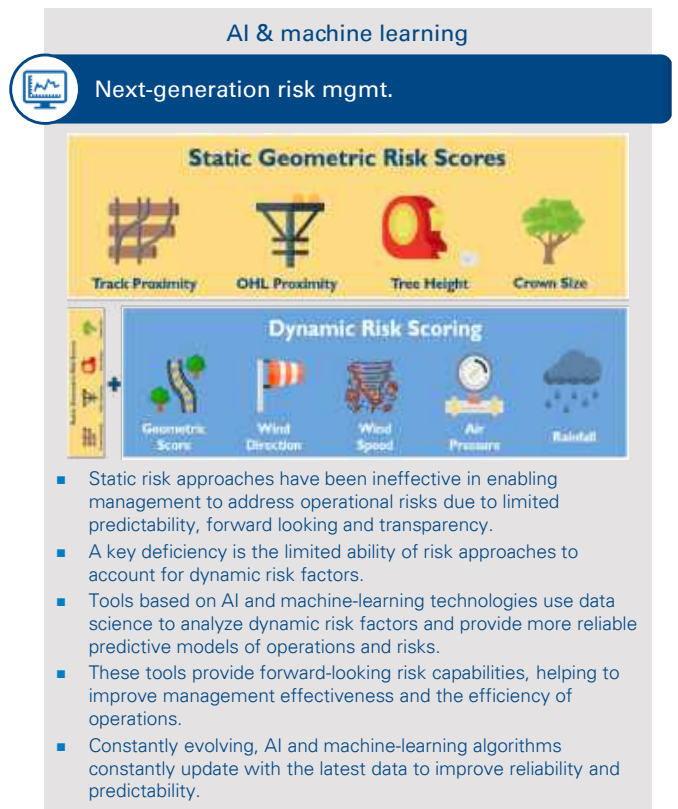 AI & machine learning
Next-generation risk mgmt.
Static Geometric Risk Scores
Track Proximity
OHL Proximity
Tree Height
Crown Size
Dynamic Risk Scoring
Geometric
Score
Wind
Direction
Wind
Speed
Air
Pressure
Rainfall
Static risk approaches have been ineffective in enabling
management to address operational risks due to limited
predictability, forward looking and transparency.
A key deficiency is the limited ability of risk approaches to
account for dynamic risk factors.
Tools based on AI and machine-learning technologies use data
science to analyze dynamic risk factors and provide more reliable
predictive models of operations and risks.
These tools provide forward-looking risk capabilities, helping to
improve management effectiveness and the efficiency of
operations.
Constantly evolving, AI and machine-learning algorithms
constantly update with the latest data to improve reliability and
predictability.